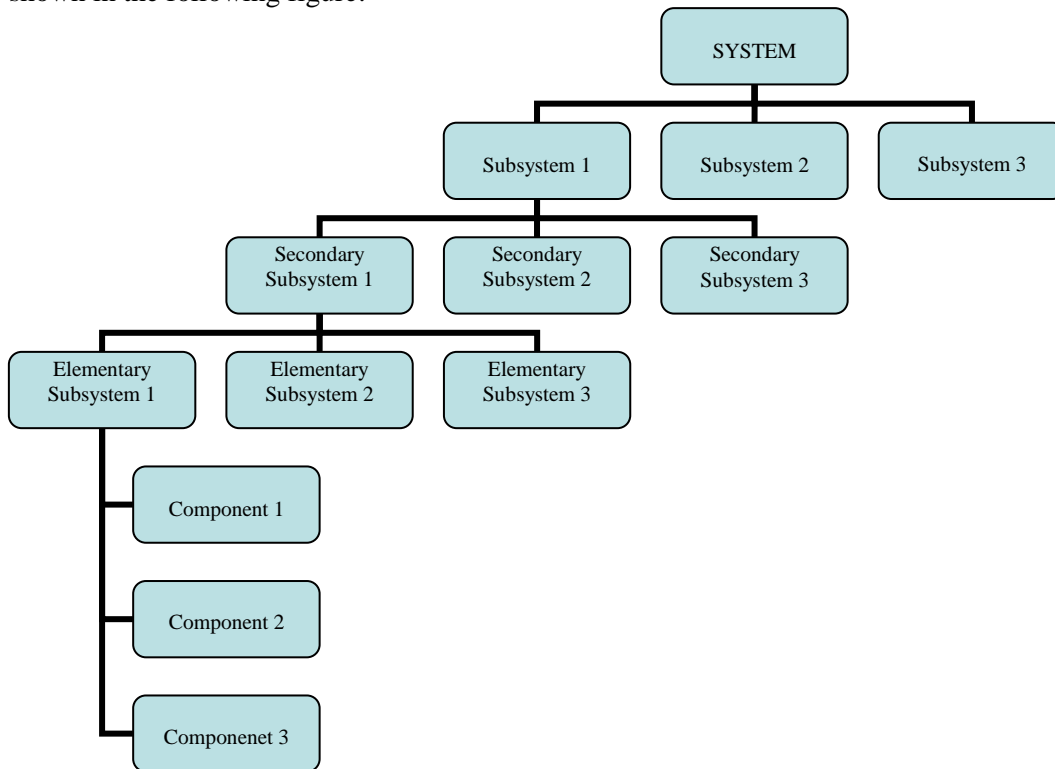 shown in the following figure:
SYSTEM
Subsystem 1
Subsystem 2
Subsystem 3
Secondary
Subsystem 1
Secondary
Subsystem 2
Secondary
Subsystem 3
Elementary
Subsystem 1
Elementary
Subsystem 2
Elementary
Subsystem 3
Component 1
Component 2
Componenet 3